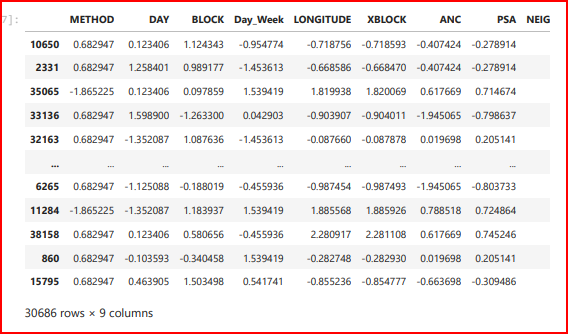 7]:
METHOD DAY BLOCK Day_Week LONGITUDE XBLOCK ANC PSA NEIG
10650 0.682947 0.123406 1.124343 -0.954774 -0.718756 -0.718593 -0.407424 -0.278914
2331 0.682947 1.258401 0.989177 -1.453613 -0.668586 -0.668470 -0.407424 -0.278914
35065 -1.865225 0.123406 0.097859 1.539419 1.819938 1.820069 0.617669 0.714674
33136 0.682947 1.598900 -1.263300 0.042903 -0.903907 -0.904011 -1.945065 -0.798637
32163 0.682947 -1.352087 1.087636 -1.453613 -0.087660 -0.087878 0.019698 0.205141
... ... ... ... ... ... ... ... ...
6265 0.682947 -1.125088 -0.188019 -0.455936 -0.987454 -0.987493 -1.945065 -0.803733
11284 -1.865225 -1.352087 1.183937 1.539419 1.885568 1.885926 0.788518 0.724864
38158 0.682947 0.123406 0.580656 -0.455936 2.280917 2.281108 0.617669 0.745246
860 0.682947 -0.103593 -0.340458 1.539419 -0.282748 -0.282930 0.019698 0.205141
15795 0.682947 0.463905 1.503498 0.541741 -0.855236 -0.854777 -0.663698 -0.309486
30686 rows × 9 columns